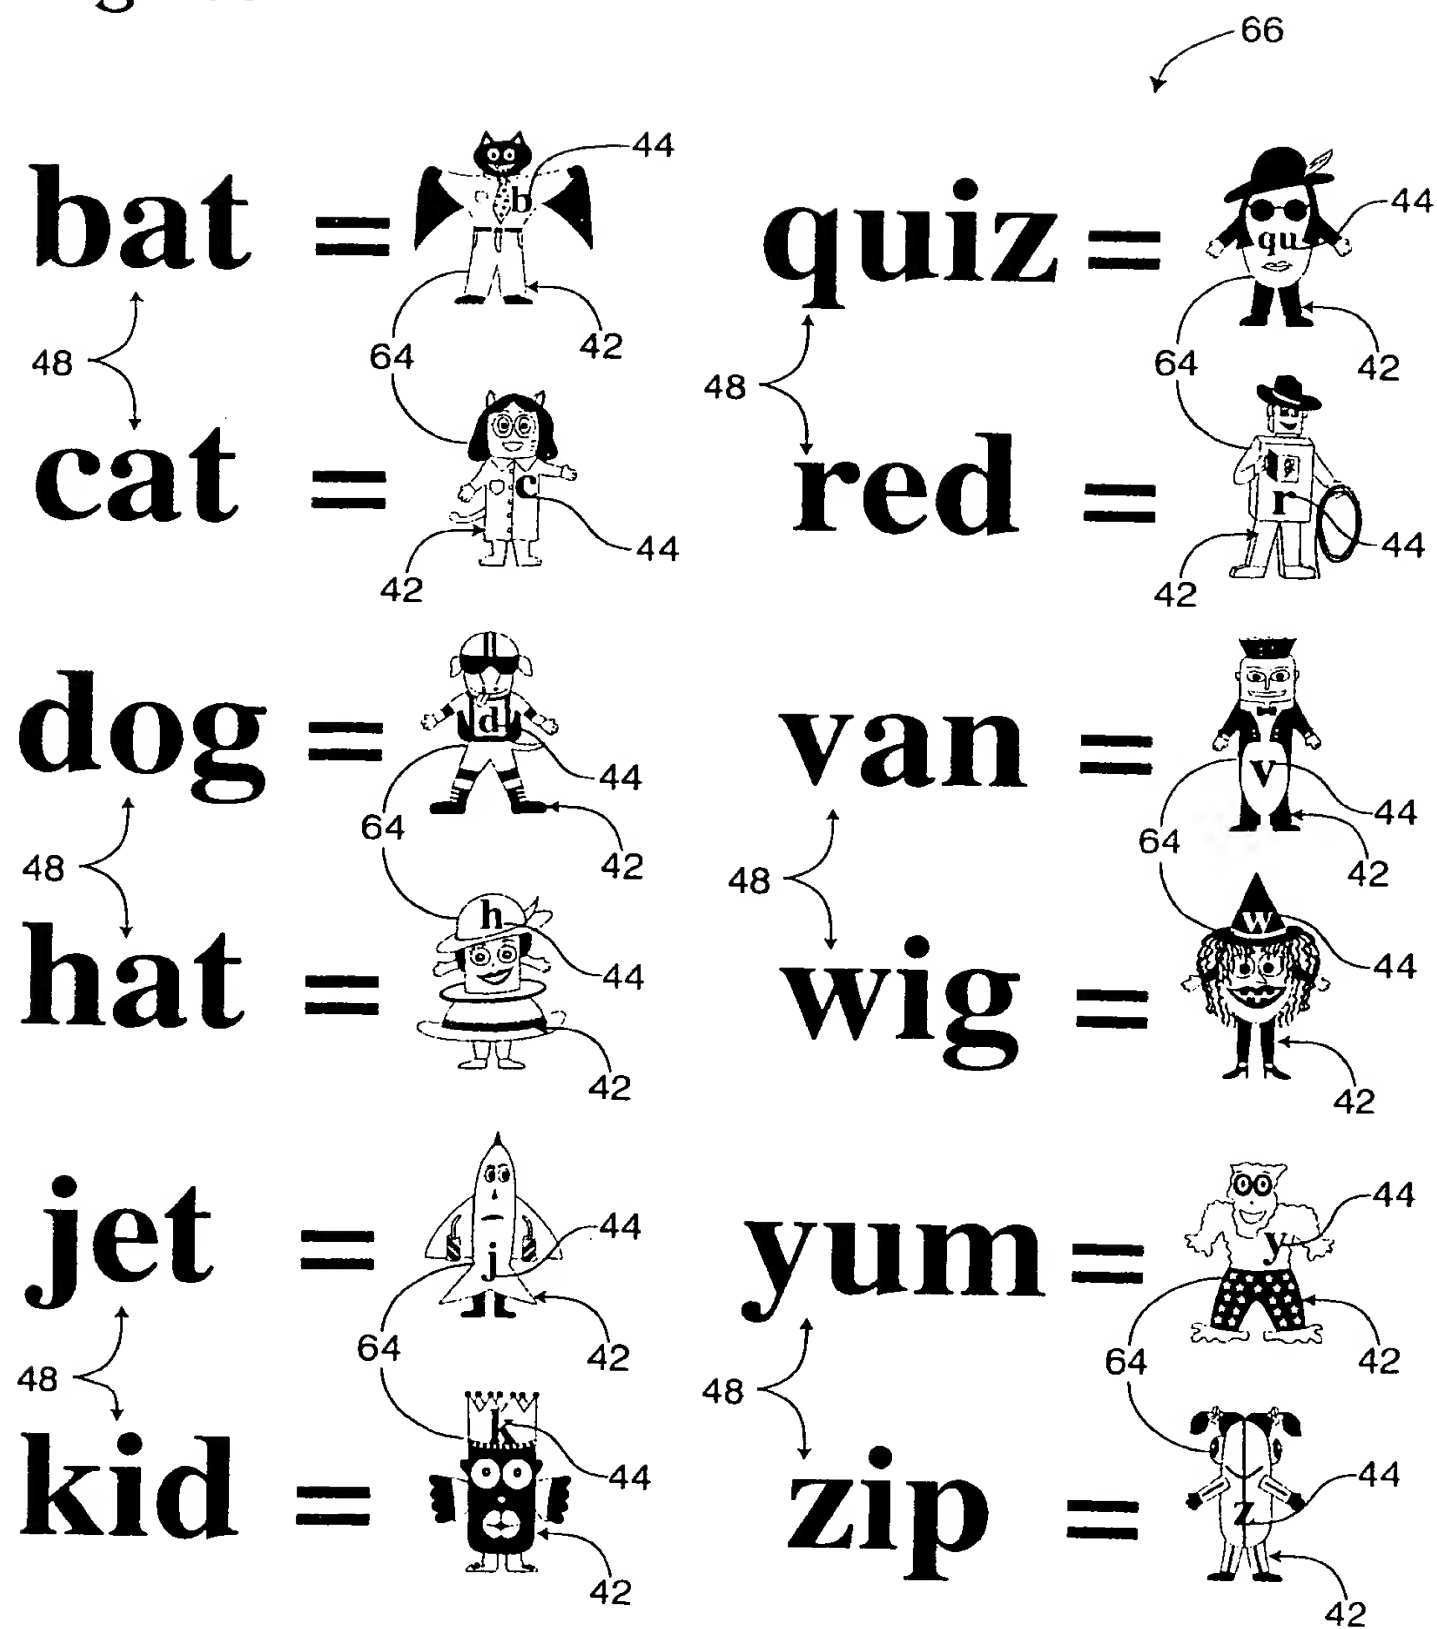 66
bat = b 44
64 42
48
cat = c 44
42
quiz = qu 44
64 42
48
red = r 44
42
dog = d 44
64 42
48
hat = h 44
42
van = v 44
64 42
48
wig = w 44
42
jet = j 44
64 42
48
kid = k 44
42
yum = y 44
64 42
48
zip = z 44
42